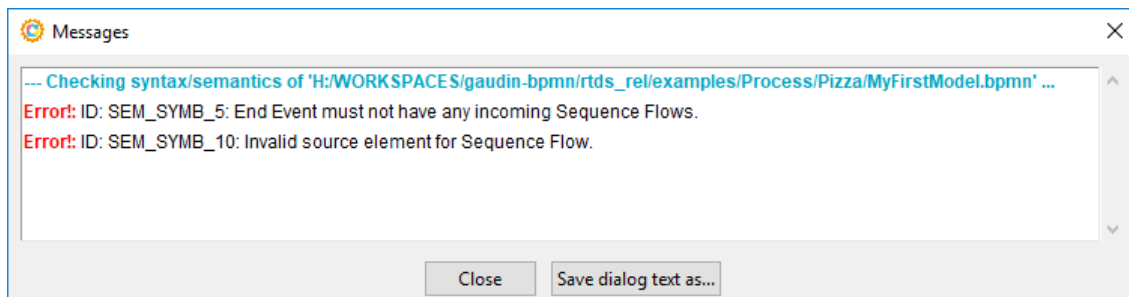 Messages
--- Checking syntax/semantics of 'H:/WORKSPACES/gaudin-bpmn/rtds_rel/examples/Process/Pizza/MyFirstModel.bpmn' ...
Error!: ID: SEM_SYMB_5: End Event must not have any incoming Sequence Flows.
Error!: ID: SEM_SYMB_10: Invalid source element for Sequence Flow.
Close Save dialog text as...